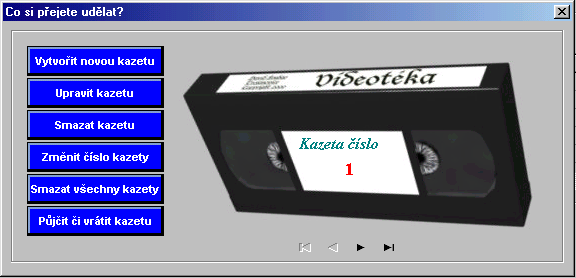 Co si přejete udělat?
Vytvořit novou kazetu
Upravit kazetu
Smazat kazetu
Změnit číslo kazety
Smazat všechny kazety
Půjčit či vrátit kazetu
Videotéka
Kazeta číslo
1